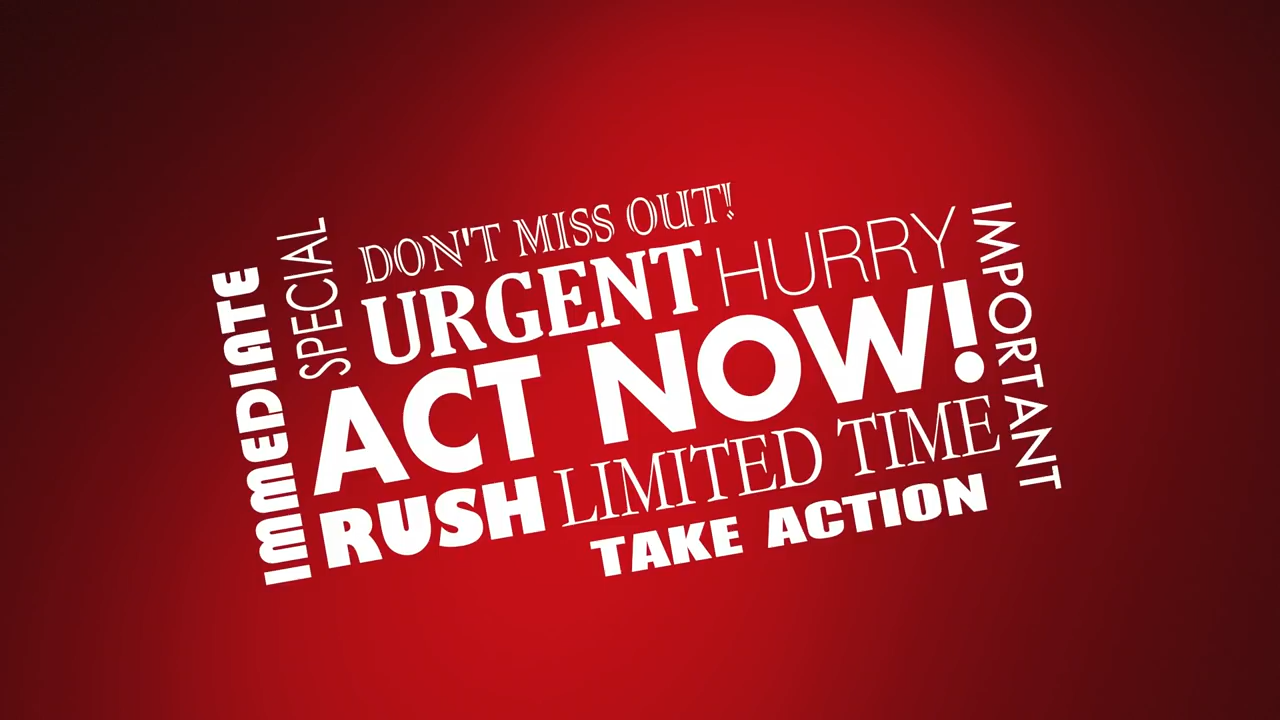 IMMEDIATE
SPECIAL
DON'T MISS OUT!
URGENT HURRY
ACT NOW!
RUSH LIMITED TIME
TAKE ACTION
IMPORTANT